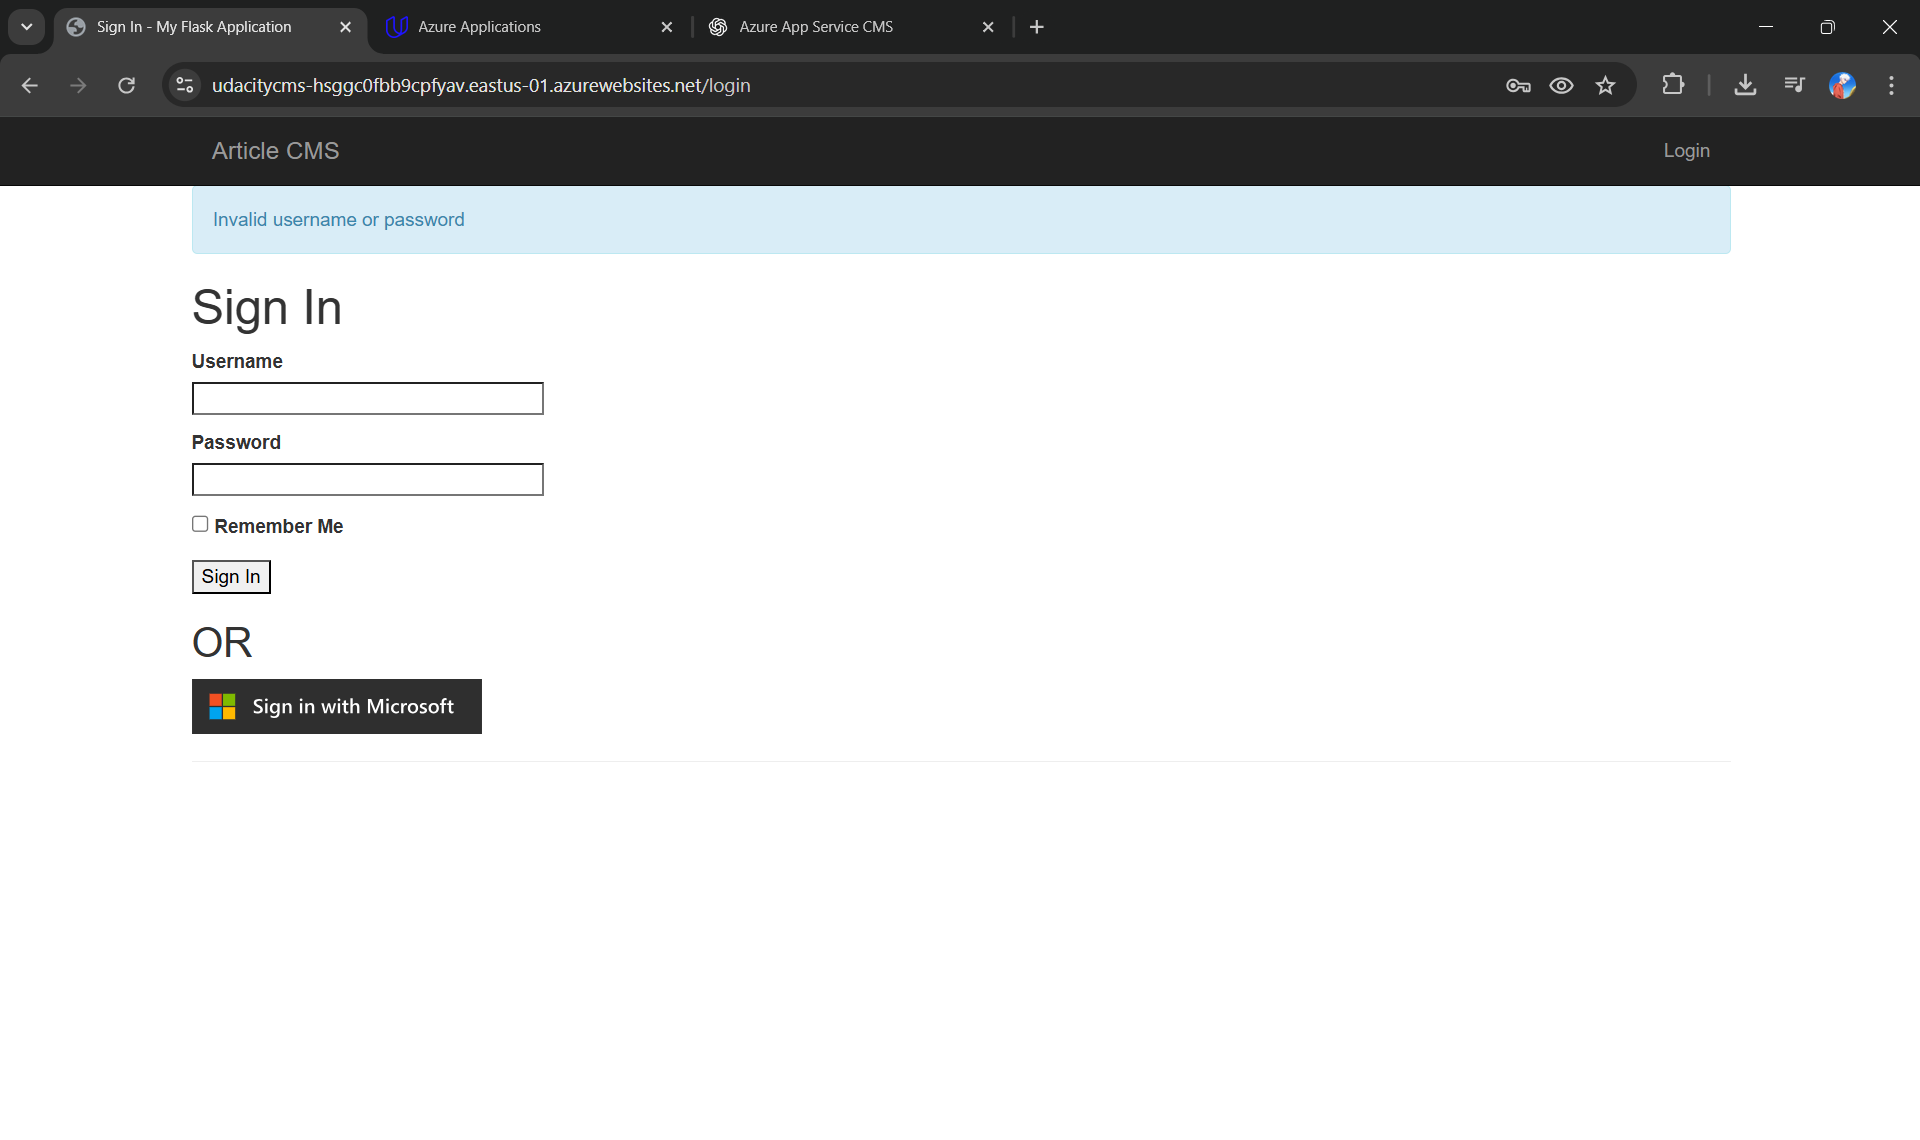 Sign In - My Flask Application
Azure Applications
Azure App Service CMS
udacitycms-hsggc0fbb9cpfyav.eastus-01.azurewebsites.net/login
Article CMS
Login
Invalid username or password
Sign In
Username
Password
Remember Me
Sign In
OR
Sign in with Microsoft